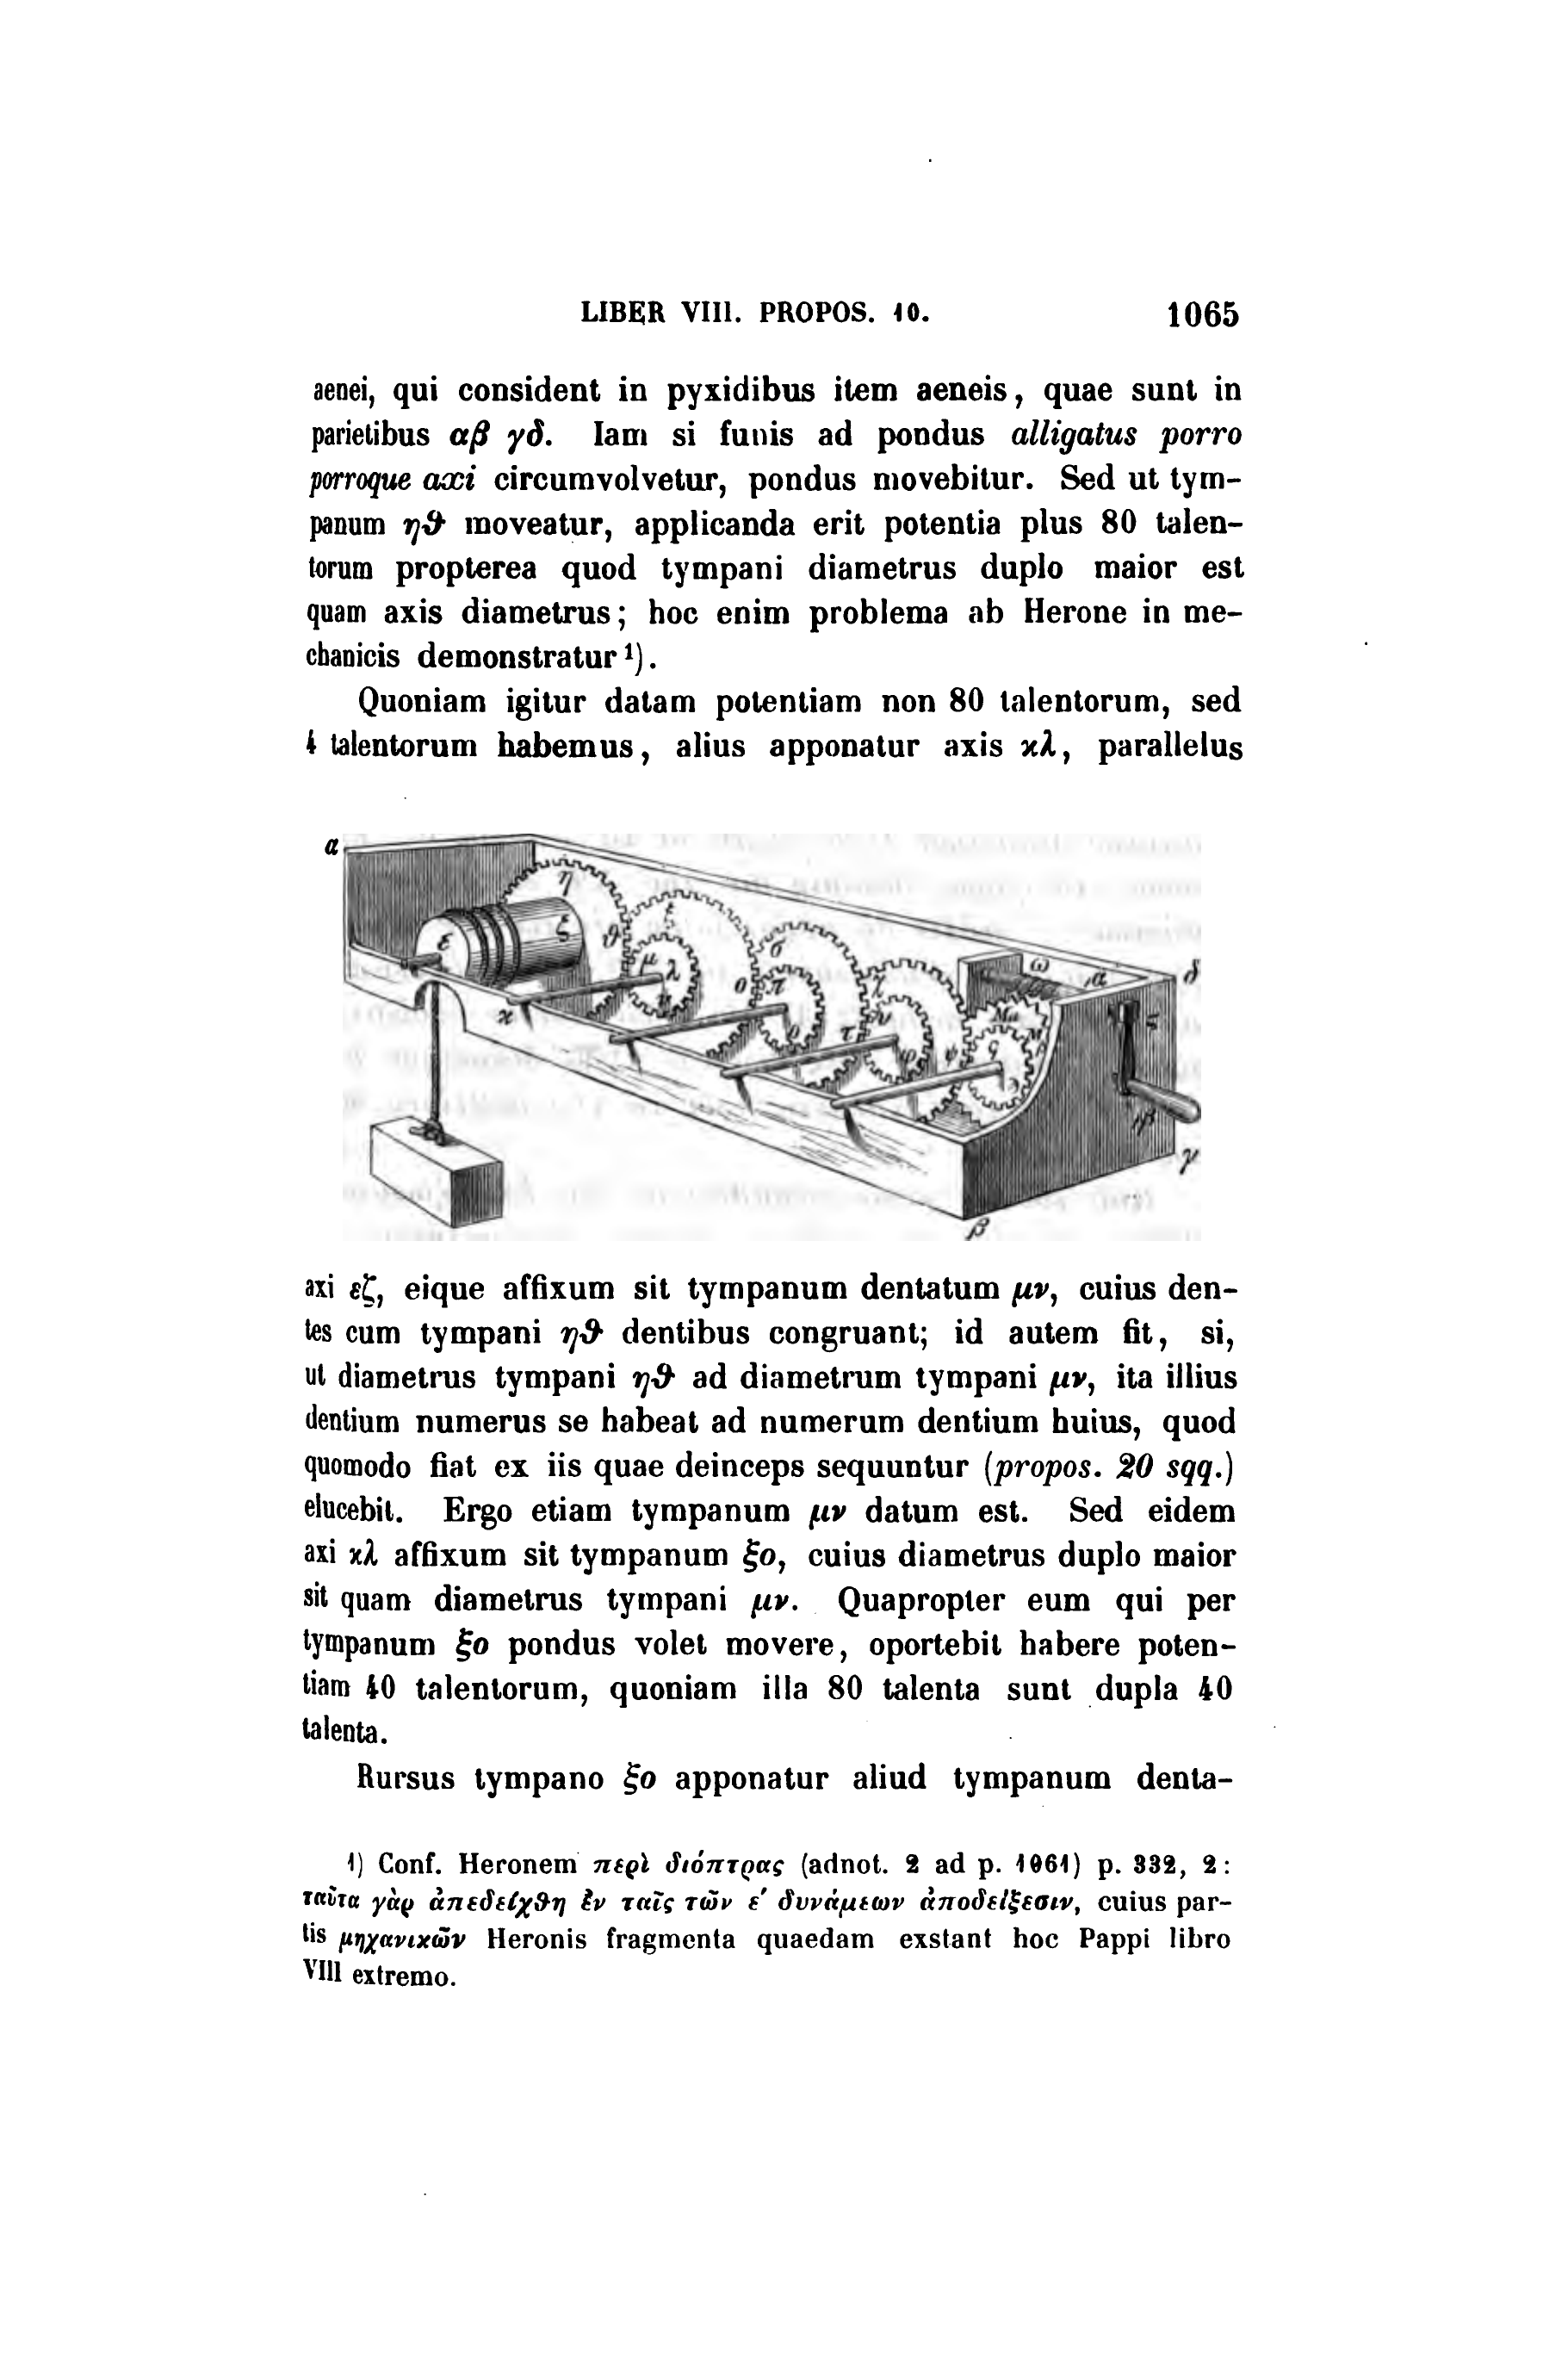 LIBER VIII. PROPOS. 10. 1065
aenei, qui consident in pyxidibus item aeneis, quae sunt in
parietibus αβ γδ. Iam si funis ad pondus alligatus porro
porroque axi circumvolvetur, pondus movebitur. Sed ut tym-
panum ηϑ moveatur, applicanda erit potentia plus 80 talen-
torum propterea quod tympani diametrus duplo maior est
quam axis diametrus; hoc enim problema ab Herone in me-
chanicis demonstratur¹).
Quoniam igitur datam potentiam non 80 talentorum, sed
4 talentorum habemus, alius apponatur axis κλ, parallelus
α
η
ε
ξ
ϑ
μ
λ
ν
κ
σ
ο
π
ρ
χ
τ
υ
φ
ψ
ω
͵α
δ
Μα
ς
ϛ
͵β
γ
β
axi εζ, eique affixum sit tympanum dentatum μν, cuius den-
tes cum tympani ηϑ dentibus congruant; id autem fit, si,
ut diametrus tympani ηϑ ad diametrum tympani μν, ita illius
dentium numerus se habeat ad numerum dentium huius, quod
quomodo fiat ex iis quae deinceps sequuntur (propos. 20 sqq.)
elucebit. Ergo etiam tympanum μν datum est. Sed eidem
axi κλ affixum sit tympanum ξο, cuius diametrus duplo maior
sit quam diametrus tympani μν. Quapropter eum qui per
tympanum ξο pondus volet movere, oportebit habere poten-
tiam 40 talentorum, quoniam illa 80 talenta sunt dupla 40
talenta.
Rursus tympano ξο apponatur aliud tympanum denta-
1) Conf. Heronem περὶ διόπτρας (adnot. 2 ad p. 1061) p. 332, 2:
ταῦτα γὰρ ἀπεδείχϑη ἐν ταῖς τῶν ε΄ δυνάμεων ἀποδείξεσιν, cuius par-
tis μηχανικῶν Heronis fragmenta quaedam exstant hoc Pappi libro
VIII extremo.